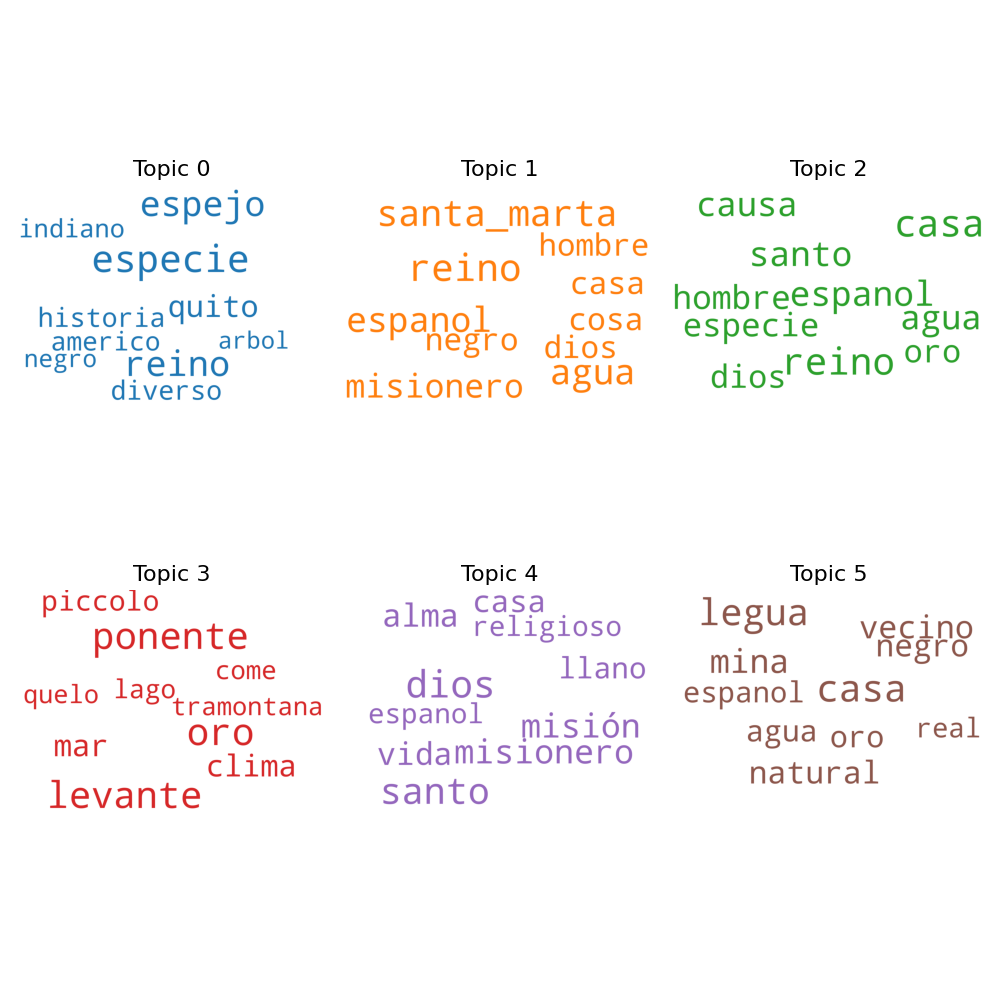 Topic 0
espejo
indiano
especie
quito
historia
americo
arbol
negro
reino
diverso
Topic 1
santa_marta
hombre
reino
casa
espanol
cosa
negro
dios
agua
misionero
Topic 2
causa
casa
santo
hombre
espanol
especie
agua
oro
reino
dios
Topic 3
piccolo
ponente
come
quelo
lago
tramontana
oro
mar
clima
levante
Topic 4
casa
alma
religioso
llano
dios
espanol
misión
vida
misionero
santo
Topic 5
legua
vecino
negro
mina
espanol
casa
agua
oro
real
natural